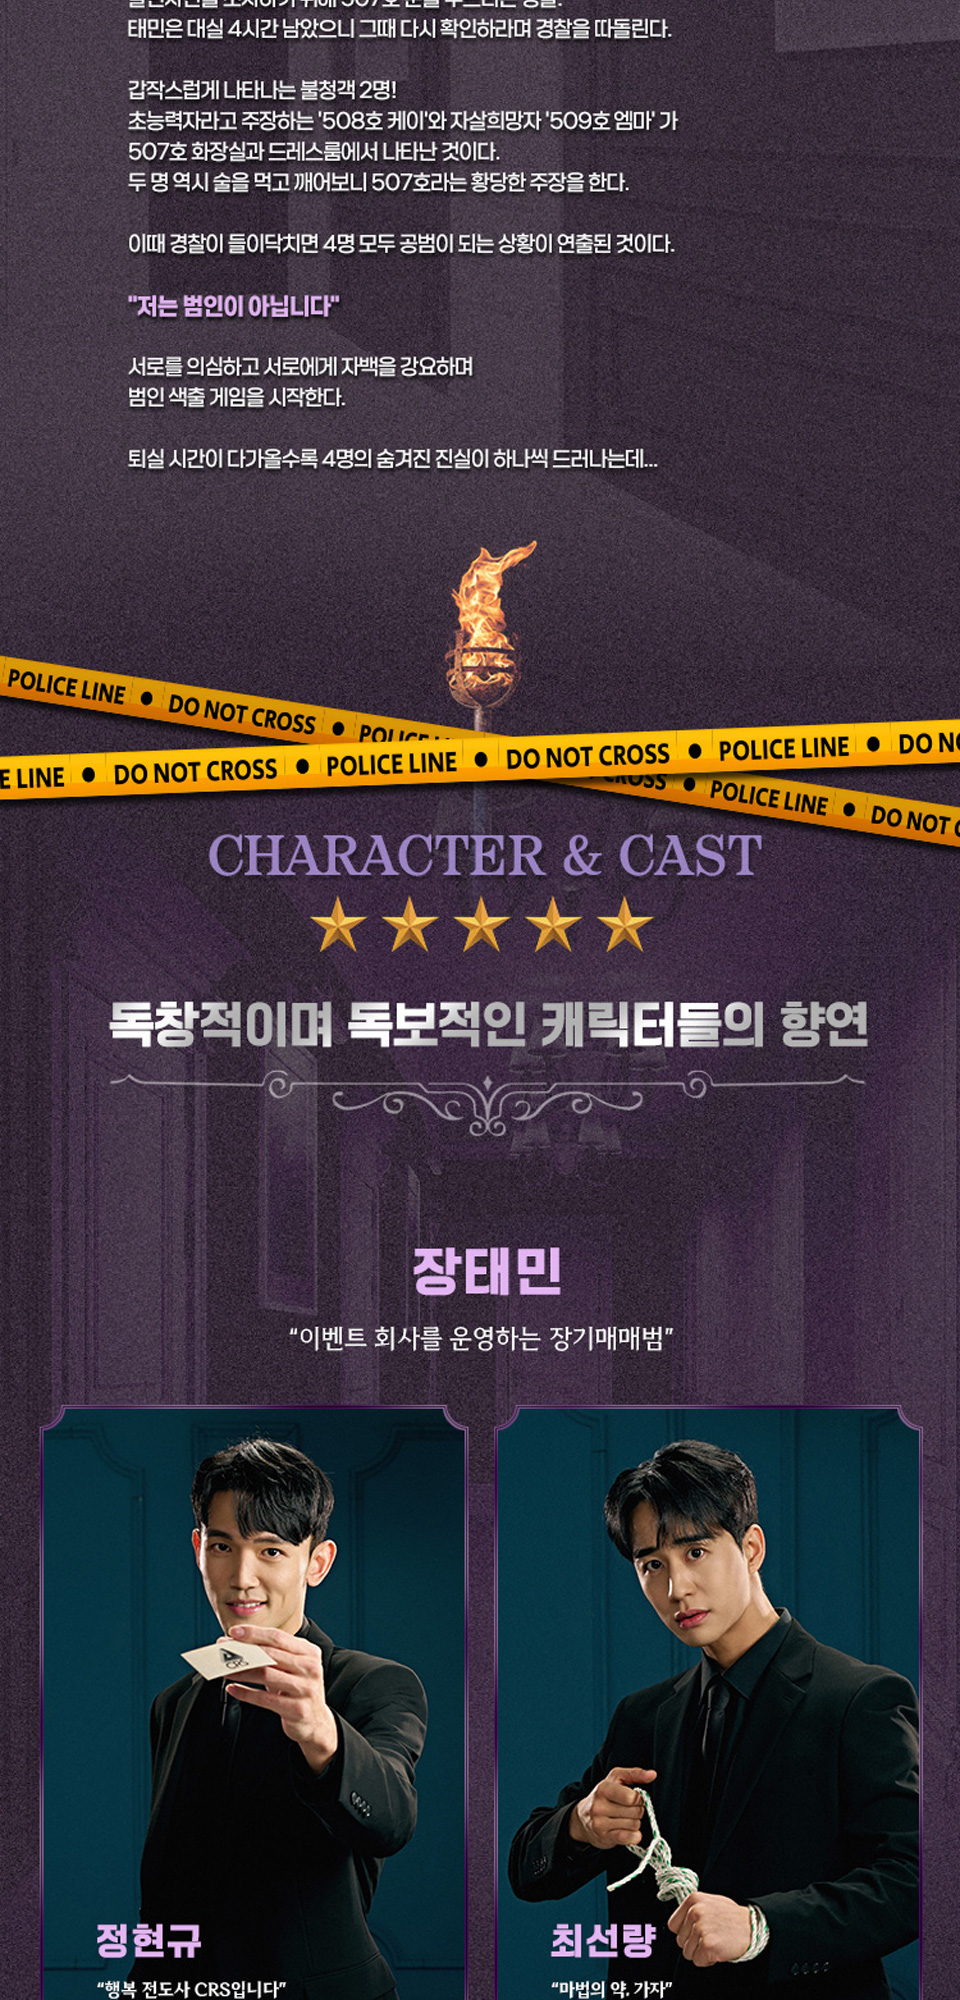 태민은 대실 4시간 남았으니 그때 다시 확인하라며 경찰을 따돌린다.
갑작스럽게 나타나는 불청객 2명!
초능력자라고 주장하는 '508호 케이'와 자살희망자 '509호 엠마' 가
507호 화장실과 드레스룸에서 나타난 것이다.
두 명 역시 술을 먹고 깨어보니 507호라는 황당한 주장을 한다.
이때 경찰이 들이닥치면 4명 모두 공범이 되는 상황이 연출된 것이다.
"저는 범인이 아닙니다"
서로를 의심하고 서로에게 자백을 강요하며
범인 색출 게임을 시작한다.
퇴실 시간이 다가올수록 4명의 숨겨진 진실이 하나씩 드러나는데...
POLICE LINE ● DO NOT CROSS ● POLICE
E LINE ● DO NOT CROSS ● POLICE LINE ● DO NOT CROSS ● POLICE LINE ● DO NO
CROSS ● POLICE LINE ● DO NOT C
CHARACTER & CAST
독창적이며 독보적인 캐릭터들의 향연
장태민
“이벤트 회사를 운영하는 장기매매범”
CRS
정현규
“행복 전도사 CRS입니다”
최선량
“마법의 약. 가자”